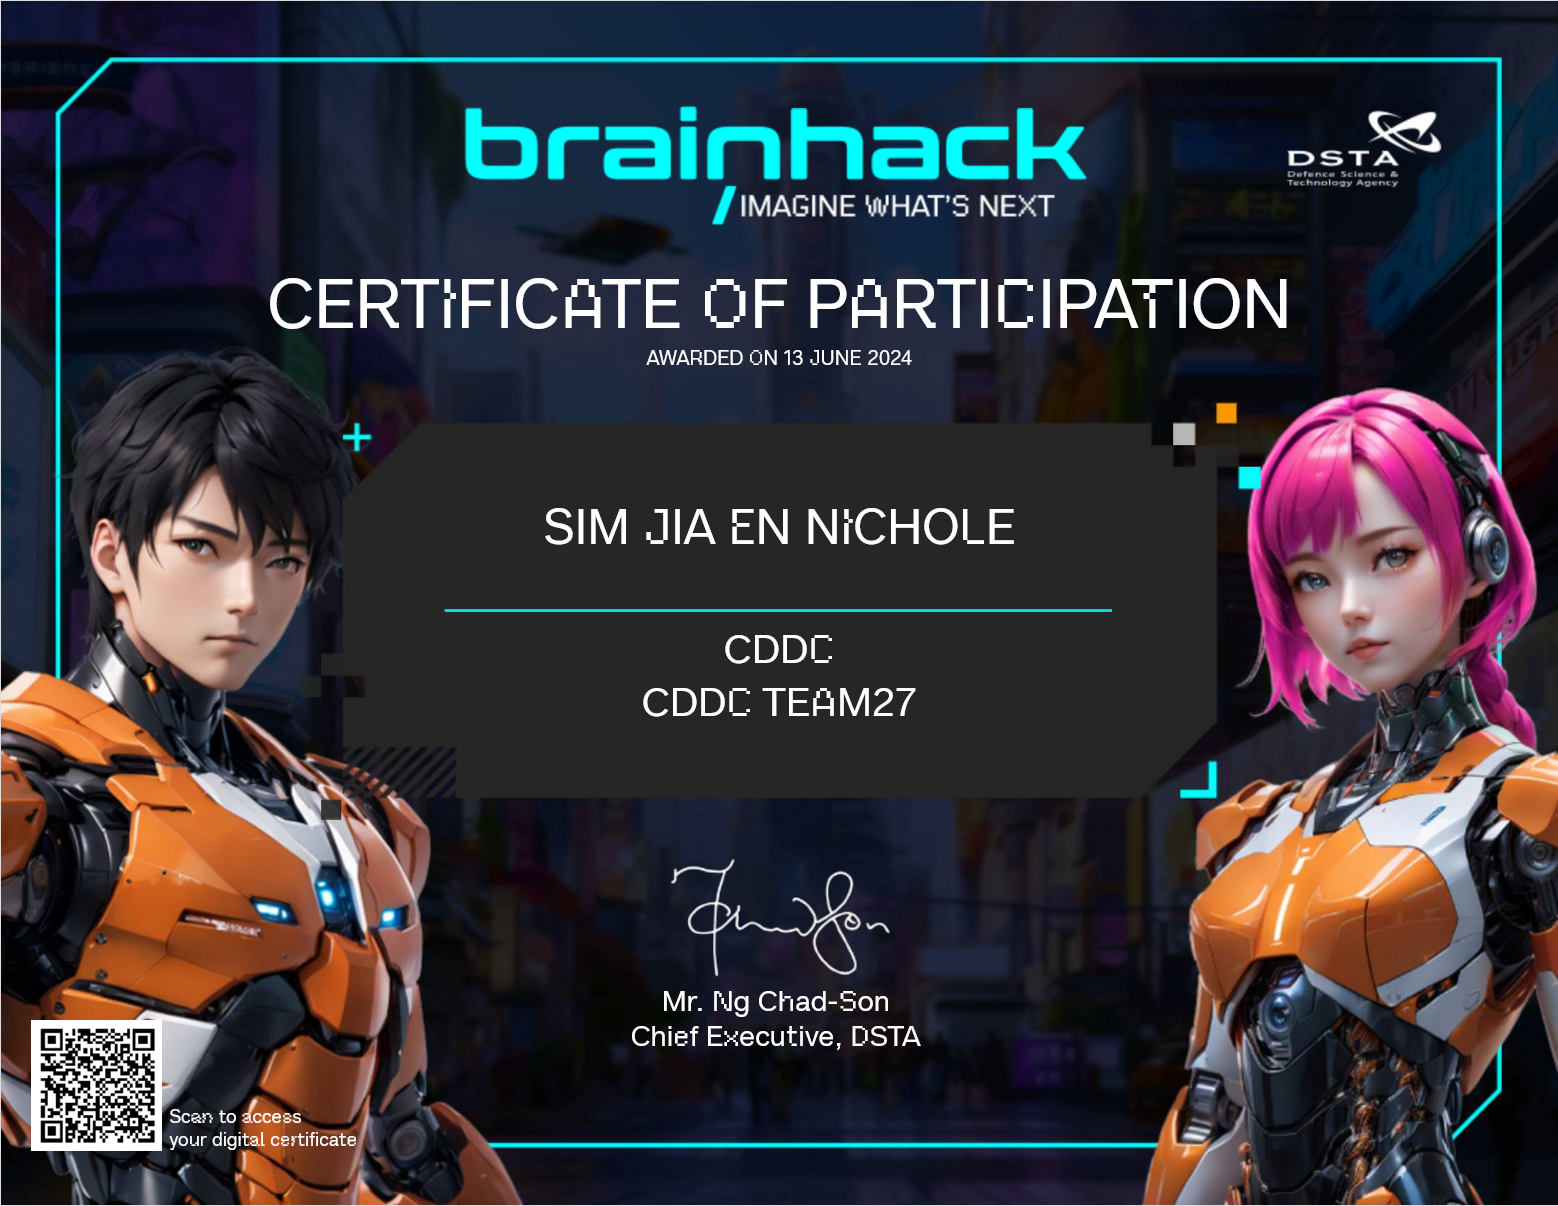 brainhack
IMAGINE WHAT'S NEXT
DSTA
Defence Science &
Technology Agency
CERTIFICATE OF PARTICIPATION
AWARDED ON 13 JUNE 2024
SIM JIA EN NICHOLE
CDDC
CDDC TEAM27
Mr. Ng Chad-Son
Chief Executive, DSTA
Scan to access
your digital certificate